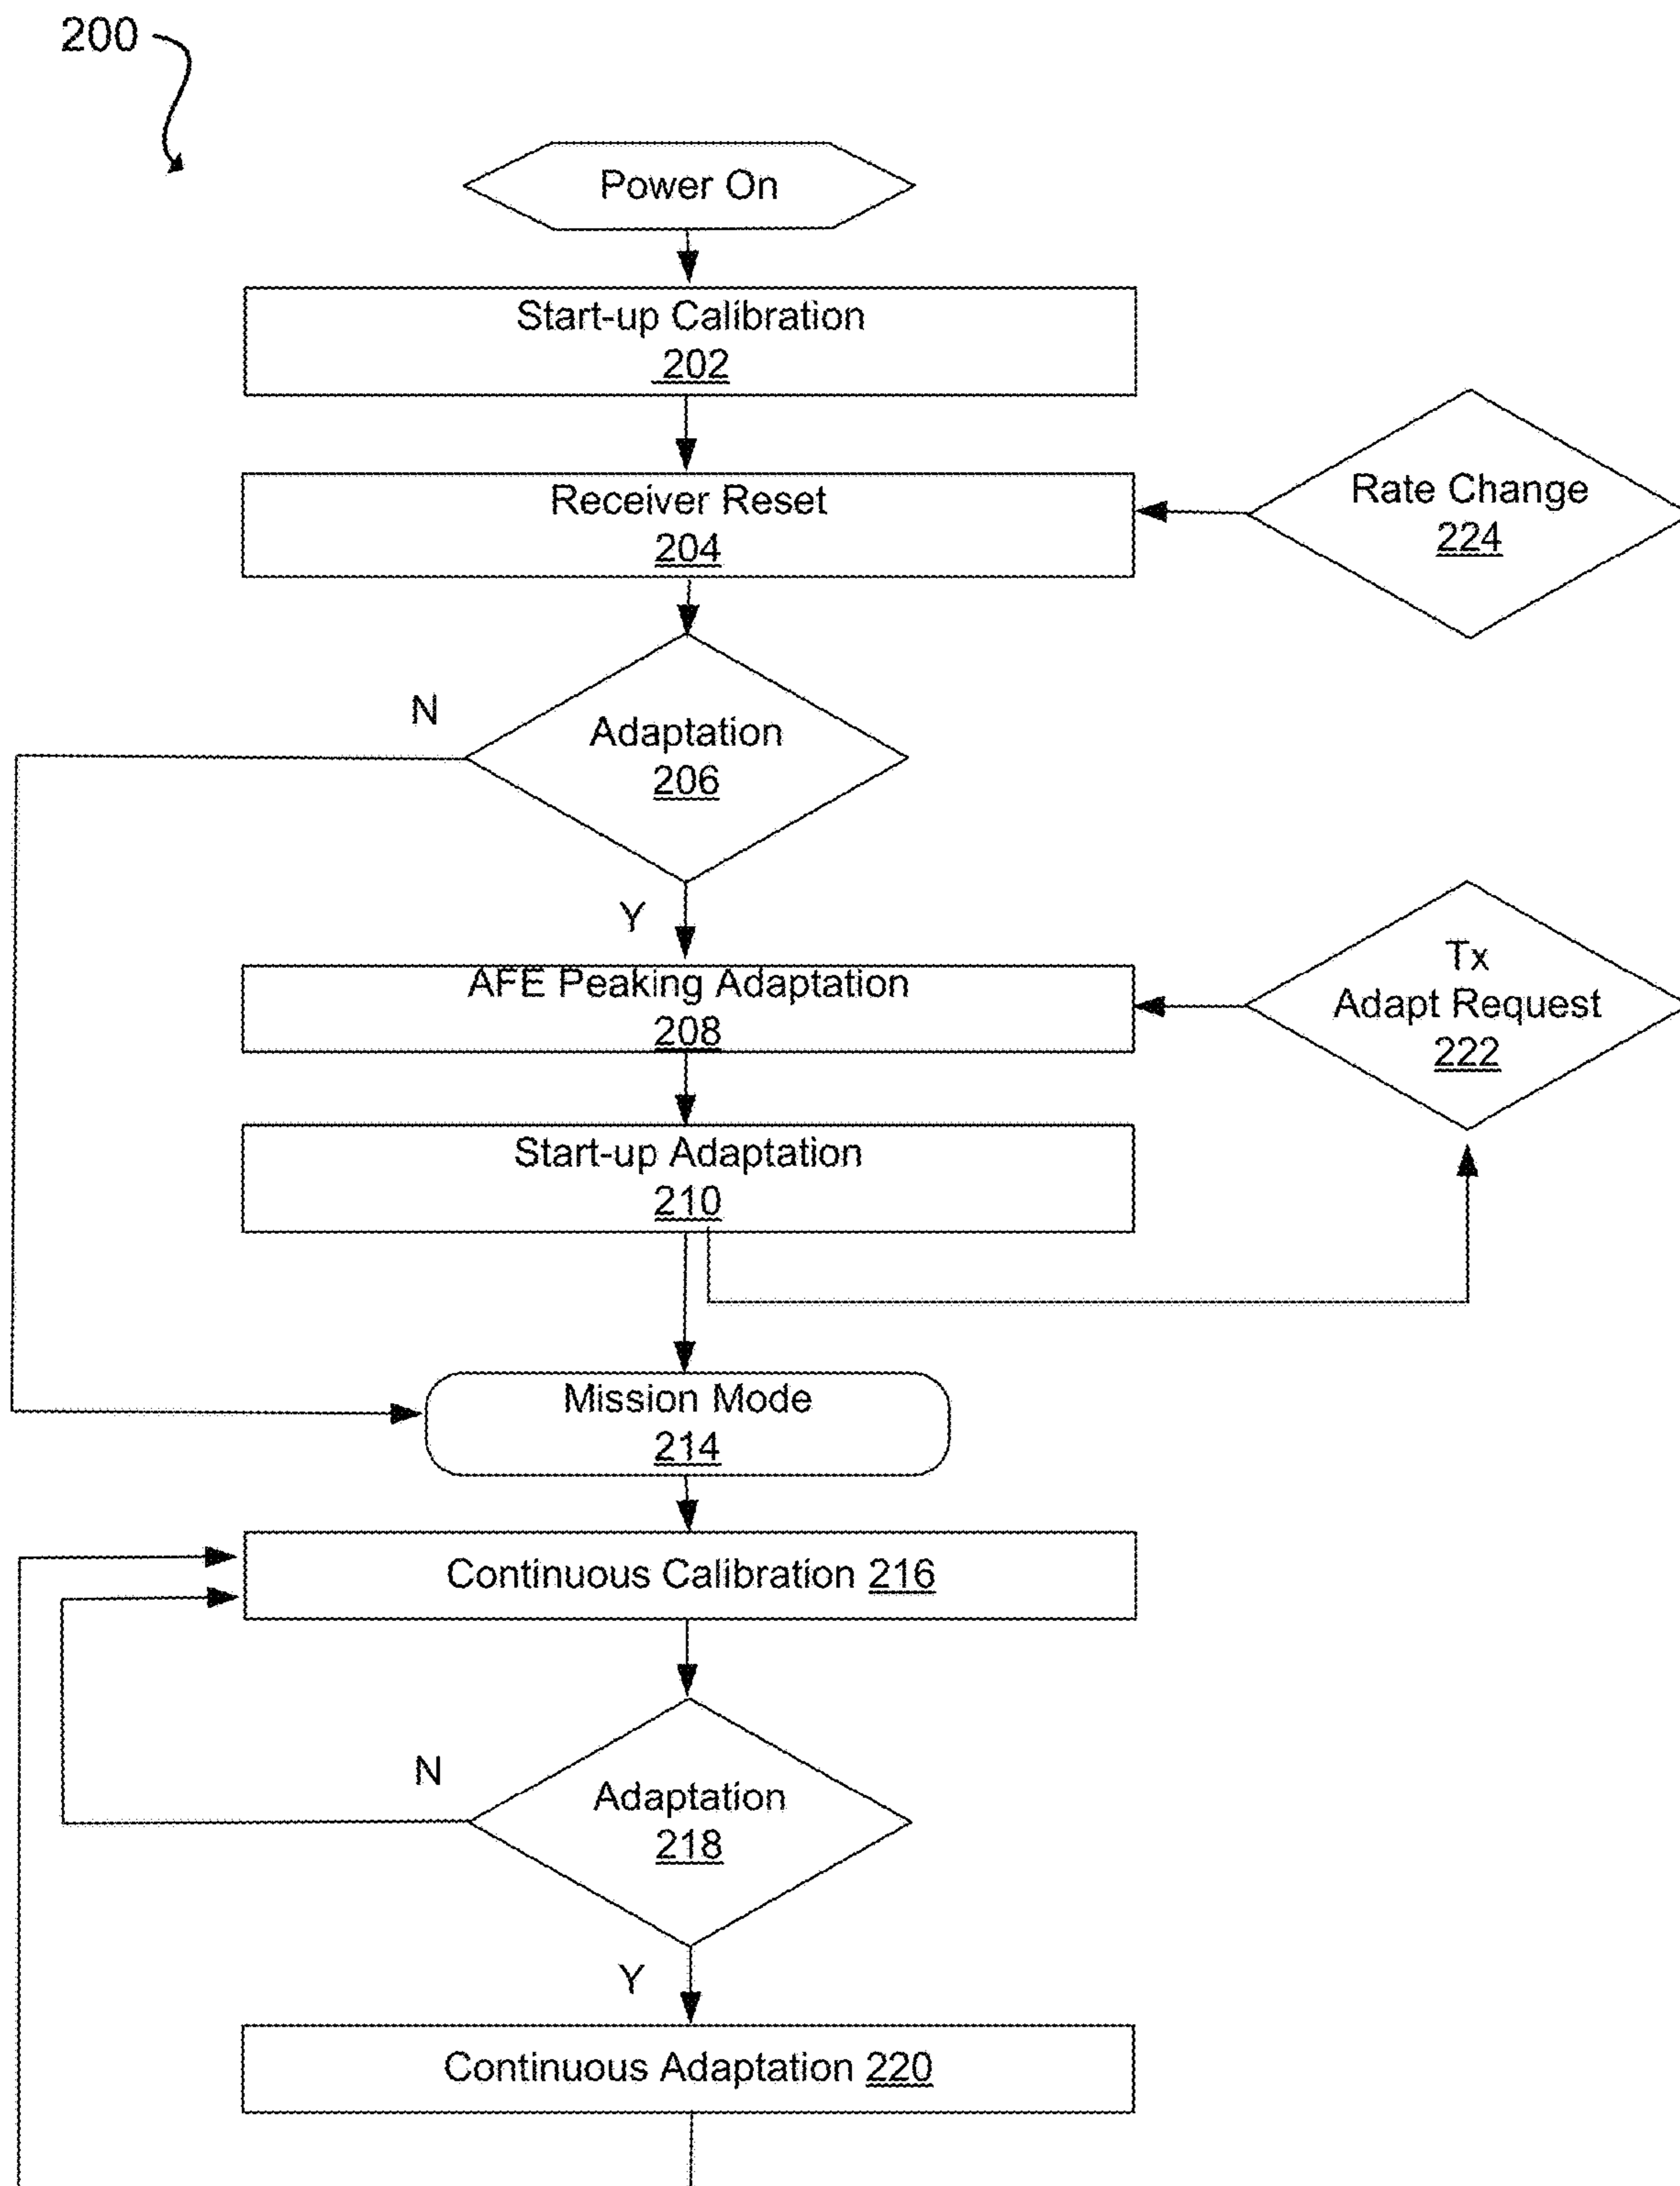 200
Power On
Start-up Calibration
202
Receiver Reset
204
Rate Change
224
N
Adaptation
206
Y
AFE Peaking Adaptation
208
Tx
Adapt Request
222
Start-up Adaptation
210
Mission Mode
214
Continuous Calibration 216
N
Adaptation
218
Y
Continuous Adaptation 220